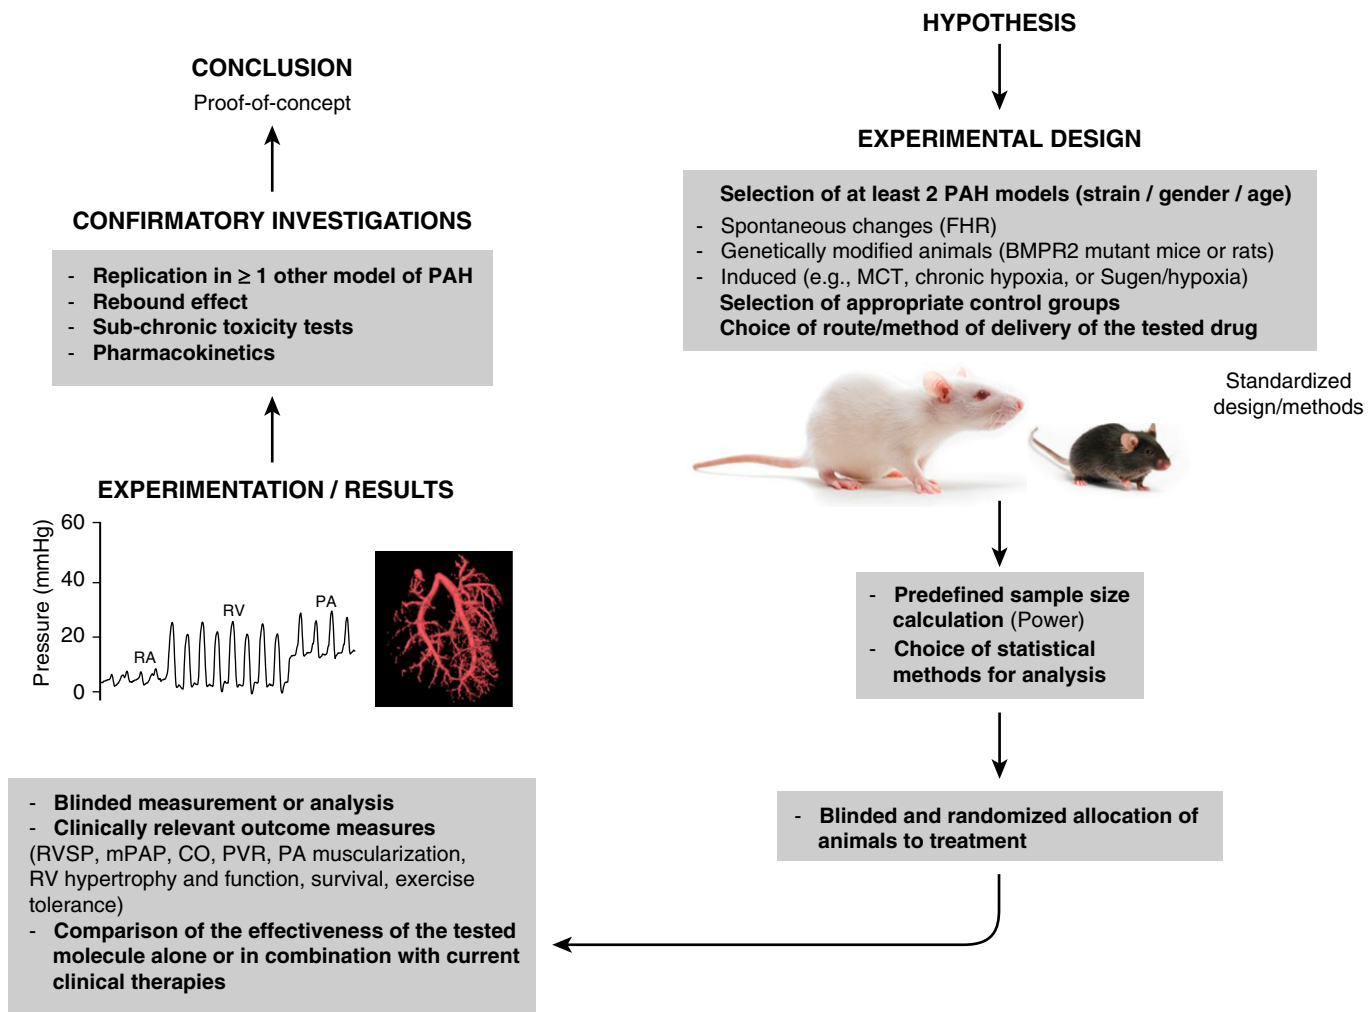 HYPOTHESIS
EXPERIMENTAL DESIGN
Selection of at least 2 PAH models (strain / gender / age)
- Spontaneous changes (FHR)
- Genetically modified animals (BMPR2 mutant mice or rats)
- Induced (e.g., MCT, chronic hypoxia, or Sugen/hypoxia)
Selection of appropriate control groups
Choice of route/method of delivery of the tested drug
Standardized
design/methods
- Predefined sample size
calculation (Power)
- Choice of statistical
methods for analysis
- Blinded and randomized allocation of
animals to treatment
- Blinded measurement or analysis
- Clinically relevant outcome measures
(RVSP, mPAP, CO, PVR, PA muscularization,
RV hypertrophy and function, survival, exercise
tolerance)
- Comparison of the effectiveness of the tested
molecule alone or in combination with current
clinical therapies
EXPERIMENTATION / RESULTS
Pressure (mmHg)
60
40
20
0
RA
RV
PA
CONFIRMATORY INVESTIGATIONS
- Replication in ≥ 1 other model of PAH
- Rebound effect
- Sub-chronic toxicity tests
- Pharmacokinetics
CONCLUSION
Proof-of-concept